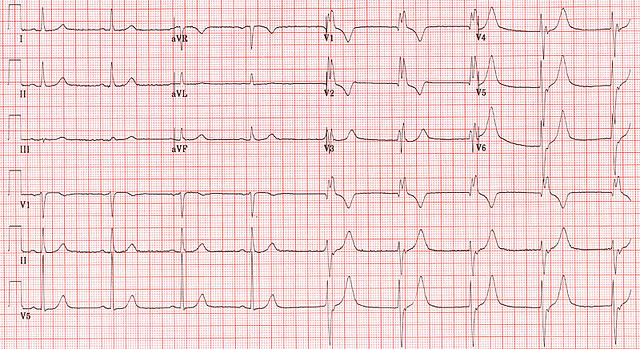 I aVR V1 V4
II aVL V2 V5
III aVF V3 V6
V1
II
V5